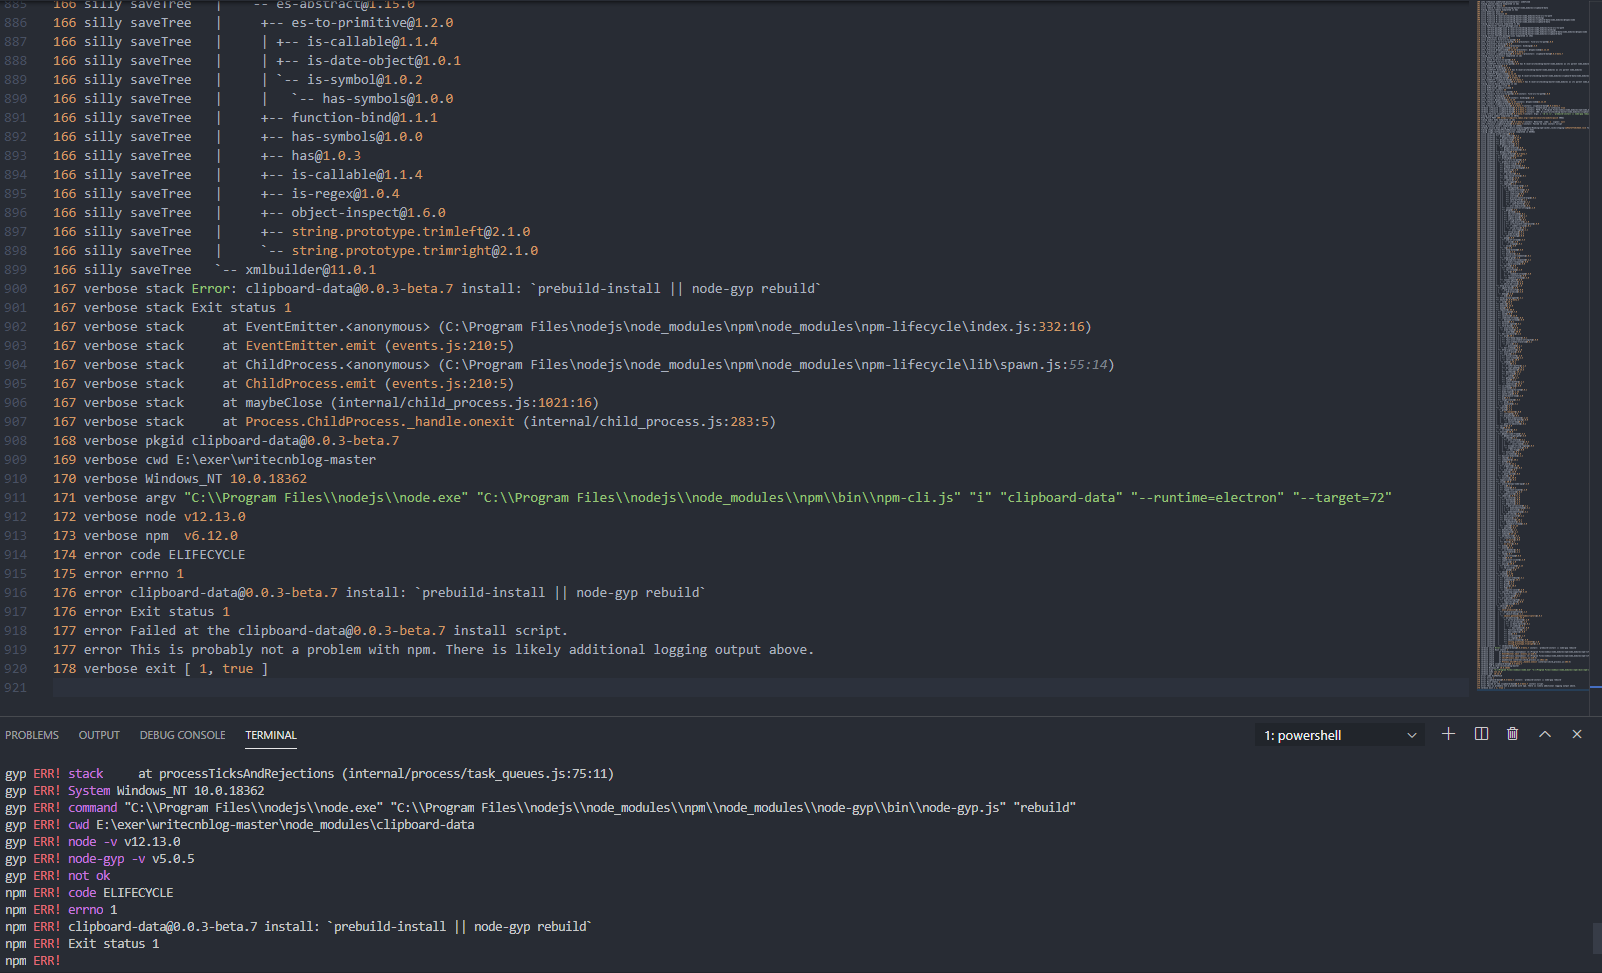 885 166 silly saveTree | `-- es-abstract@1.15.0
886 166 silly saveTree | +-- es-to-primitive@1.2.0
887 166 silly saveTree | | +-- is-callable@1.1.4
888 166 silly saveTree | | +-- is-date-object@1.0.1
889 166 silly saveTree | | `-- is-symbol@1.0.2
890 166 silly saveTree | | `-- has-symbols@1.0.0
891 166 silly saveTree | +-- function-bind@1.1.1
892 166 silly saveTree | +-- has-symbols@1.0.0
893 166 silly saveTree | +-- has@1.0.3
894 166 silly saveTree | +-- is-callable@1.1.4
895 166 silly saveTree | +-- is-regex@1.0.4
896 166 silly saveTree | +-- object-inspect@1.6.0
897 166 silly saveTree | +-- string.prototype.trimleft@2.1.0
898 166 silly saveTree | `-- string.prototype.trimright@2.1.0
899 166 silly saveTree `-- xmlbuilder@11.0.1
900 167 verbose stack Error: clipboard-data@0.0.3-beta.7 install: `prebuild-install || node-gyp rebuild`
901 167 verbose stack Exit status 1
902 167 verbose stack at EventEmitter.<anonymous> (C:\Program Files\nodejs\node_modules\npm\node_modules\npm-lifecycle\index.js:332:16)
903 167 verbose stack at EventEmitter.emit (events.js:210:5)
904 167 verbose stack at ChildProcess.<anonymous> (C:\Program Files\nodejs\node_modules\npm\node_modules\npm-lifecycle\lib\spawn.js:55:14)
905 167 verbose stack at ChildProcess.emit (events.js:210:5)
906 167 verbose stack at maybeClose (internal/child_process.js:1021:16)
907 167 verbose stack at Process.ChildProcess._handle.onexit (internal/child_process.js:283:5)
908 168 verbose pkgid clipboard-data@0.0.3-beta.7
909 169 verbose cwd E:\exer\writecnblog-master
910 170 verbose Windows_NT 10.0.18362
911 171 verbose argv "C:\\Program Files\\nodejs\\node.exe" "C:\\Program Files\\nodejs\\node_modules\\npm\\bin\\npm-cli.js" "i" "clipboard-data" "--runtime=electron" "--target=72"
912 172 verbose node v12.13.0
913 173 verbose npm v6.12.0
914 174 error code ELIFECYCLE
915 175 error errno 1
916 176 error clipboard-data@0.0.3-beta.7 install: `prebuild-install || node-gyp rebuild`
917 176 error Exit status 1
918 177 error Failed at the clipboard-data@0.0.3-beta.7 install script.
919 177 error This is probably not a problem with npm. There is likely additional logging output above.
920 178 verbose exit [ 1, true ]
921
PROBLEMS OUTPUT DEBUG CONSOLE TERMINAL 1: powershell
gyp ERR! stack at processTicksAndRejections (internal/process/task_queues.js:75:11)
gyp ERR! System Windows_NT 10.0.18362
gyp ERR! command "C:\\Program Files\\nodejs\\node.exe" "C:\\Program Files\\nodejs\\node_modules\\npm\\node_modules\\node-gyp\\bin\\node-gyp.js" "rebuild"
gyp ERR! cwd E:\exer\writecnblog-master\node_modules\clipboard-data
gyp ERR! node -v v12.13.0
gyp ERR! node-gyp -v v5.0.5
gyp ERR! not ok
npm ERR! code ELIFECYCLE
npm ERR! errno 1
npm ERR! clipboard-data@0.0.3-beta.7 install: `prebuild-install || node-gyp rebuild`
npm ERR! Exit status 1
npm ERR!